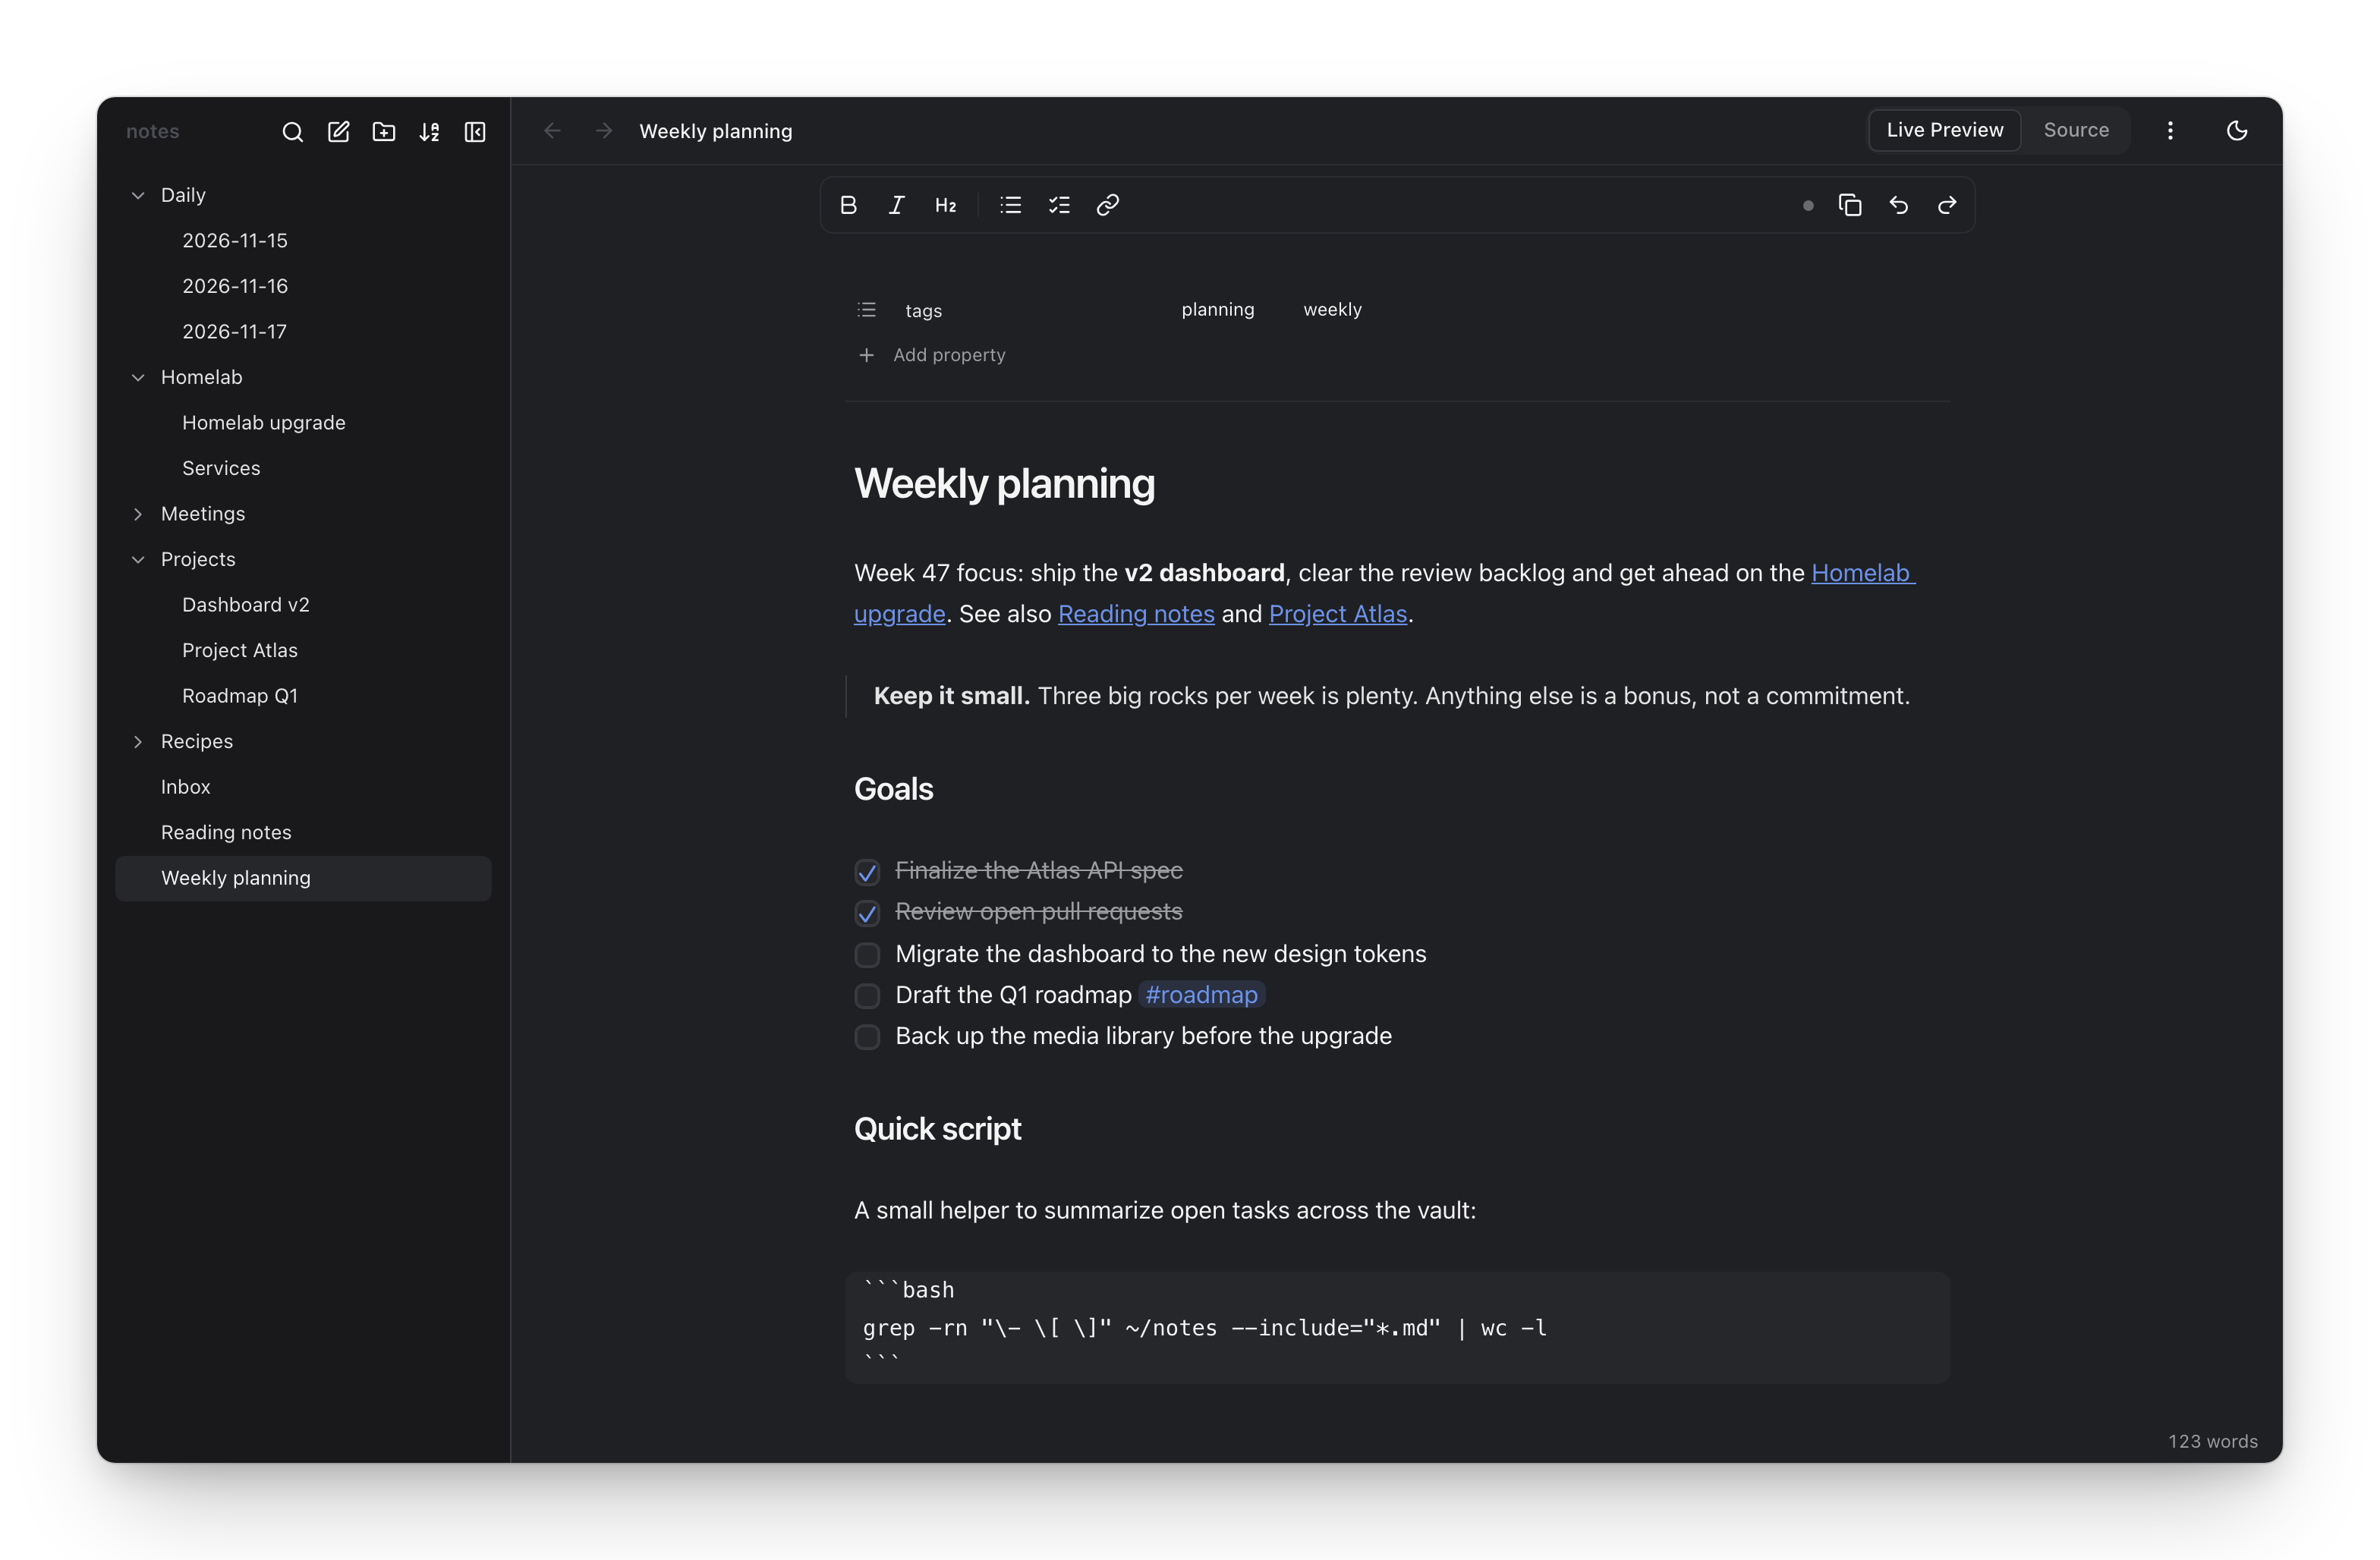 notes
Daily
2026-11-15
2026-11-16
2026-11-17
Homelab
Homelab upgrade
Services
Meetings
Projects
Dashboard v2
Project Atlas
Roadmap Q1
Recipes
Inbox
Reading notes
Weekly planning
Weekly planning
Live Preview
Source
B I H2
tags planning weekly
Add property
Weekly planning
Week 47 focus: ship the v2 dashboard, clear the review backlog and get ahead on the Homelab
upgrade. See also Reading notes and Project Atlas.
Keep it small. Three big rocks per week is plenty. Anything else is a bonus, not a commitment.
Goals
Finalize the Atlas API spec
Review open pull requests
Migrate the dashboard to the new design tokens
Draft the Q1 roadmap #roadmap
Back up the media library before the upgrade
Quick script
A small helper to summarize open tasks across the vault:
```bash
grep -rn "\- \[ \]" ~/notes --include="*.md" | wc -l
```
123 words